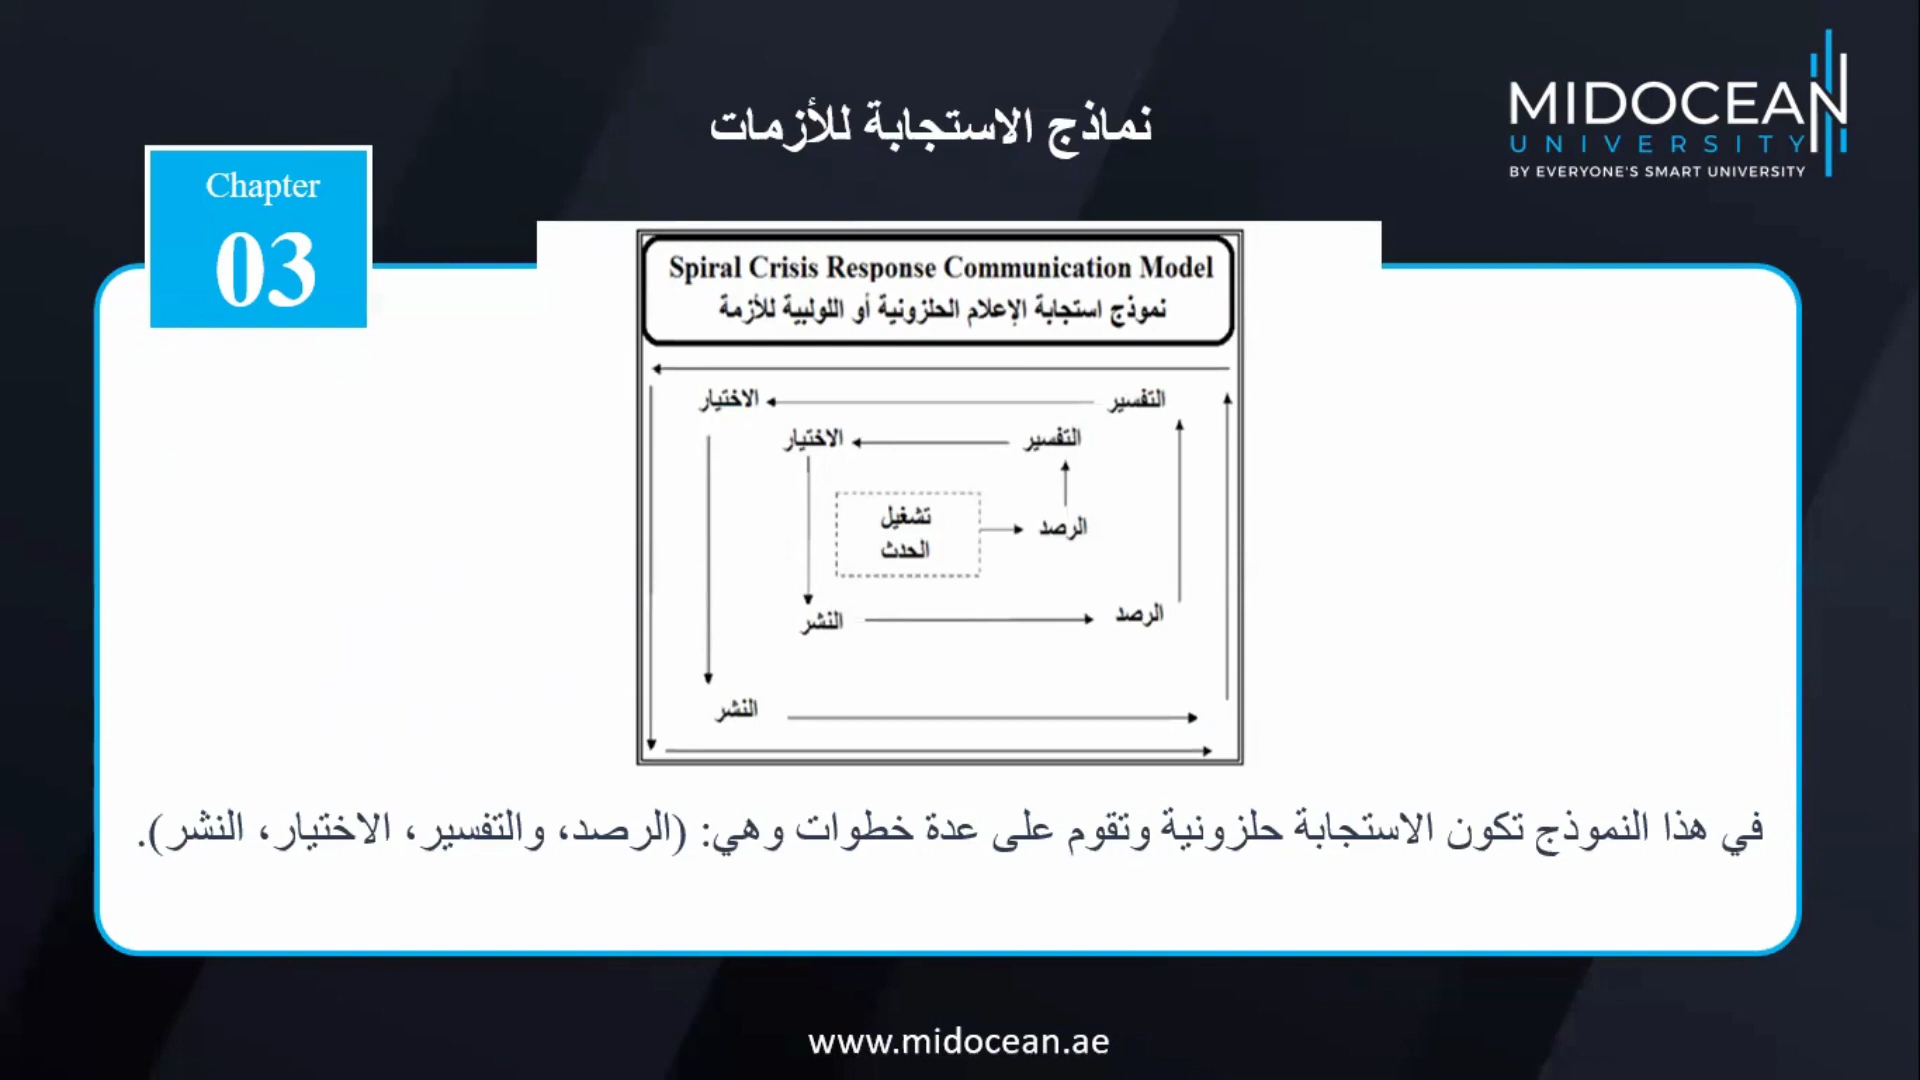 MIDOCEAN
UNIVERSITY
BY EVERYONE'S SMART UNIVERSITY
نماذج الاستجابة للأزمات
Chapter
03
Spiral Crisis Response Communication Model
نموذج استجابة الإعلام الحلزونية أو اللولبية للأزمة
التفسير
الاختيار
التفسير
الاختيار
تشغيل
الحدث
الرصد
الرصد
النشر
النشر
في هذا النموذج تكون الاستجابة حلزونية وتقوم على عدة خطوات وهي: (الرصد، والتفسير، الاختيار، النشر).
www.midocean.ae